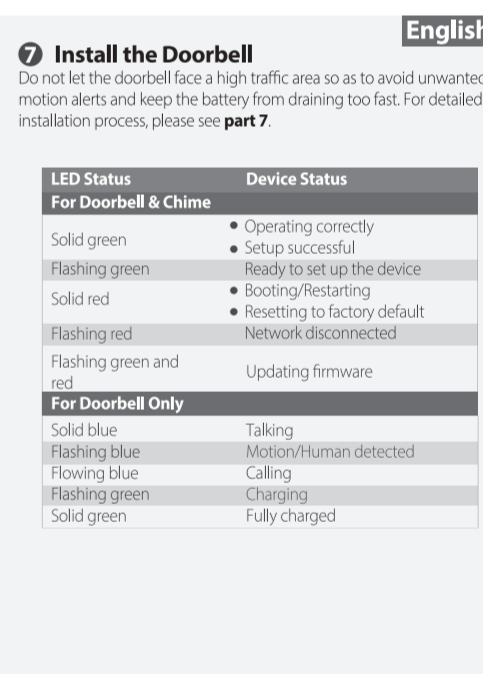 English
7 Install the Doorbell
Do not let the doorbell face a high traffic area so as to avoid unwanted
motion alerts and keep the battery from draining too fast. For detailed
installation process, please see part 7.
LED Status Device Status
For Doorbell & Chime
Solid green • Operating correctly
• Setup successful
Flashing green Ready to set up the device
Solid red • Booting/Restarting
• Resetting to factory default
Flashing red Network disconnected
Flashing green and
red Updating firmware
For Doorbell Only
Solid blue Talking
Flashing blue Motion/Human detected
Flowing blue Calling
Flashing green Charging
Solid green Fully charged